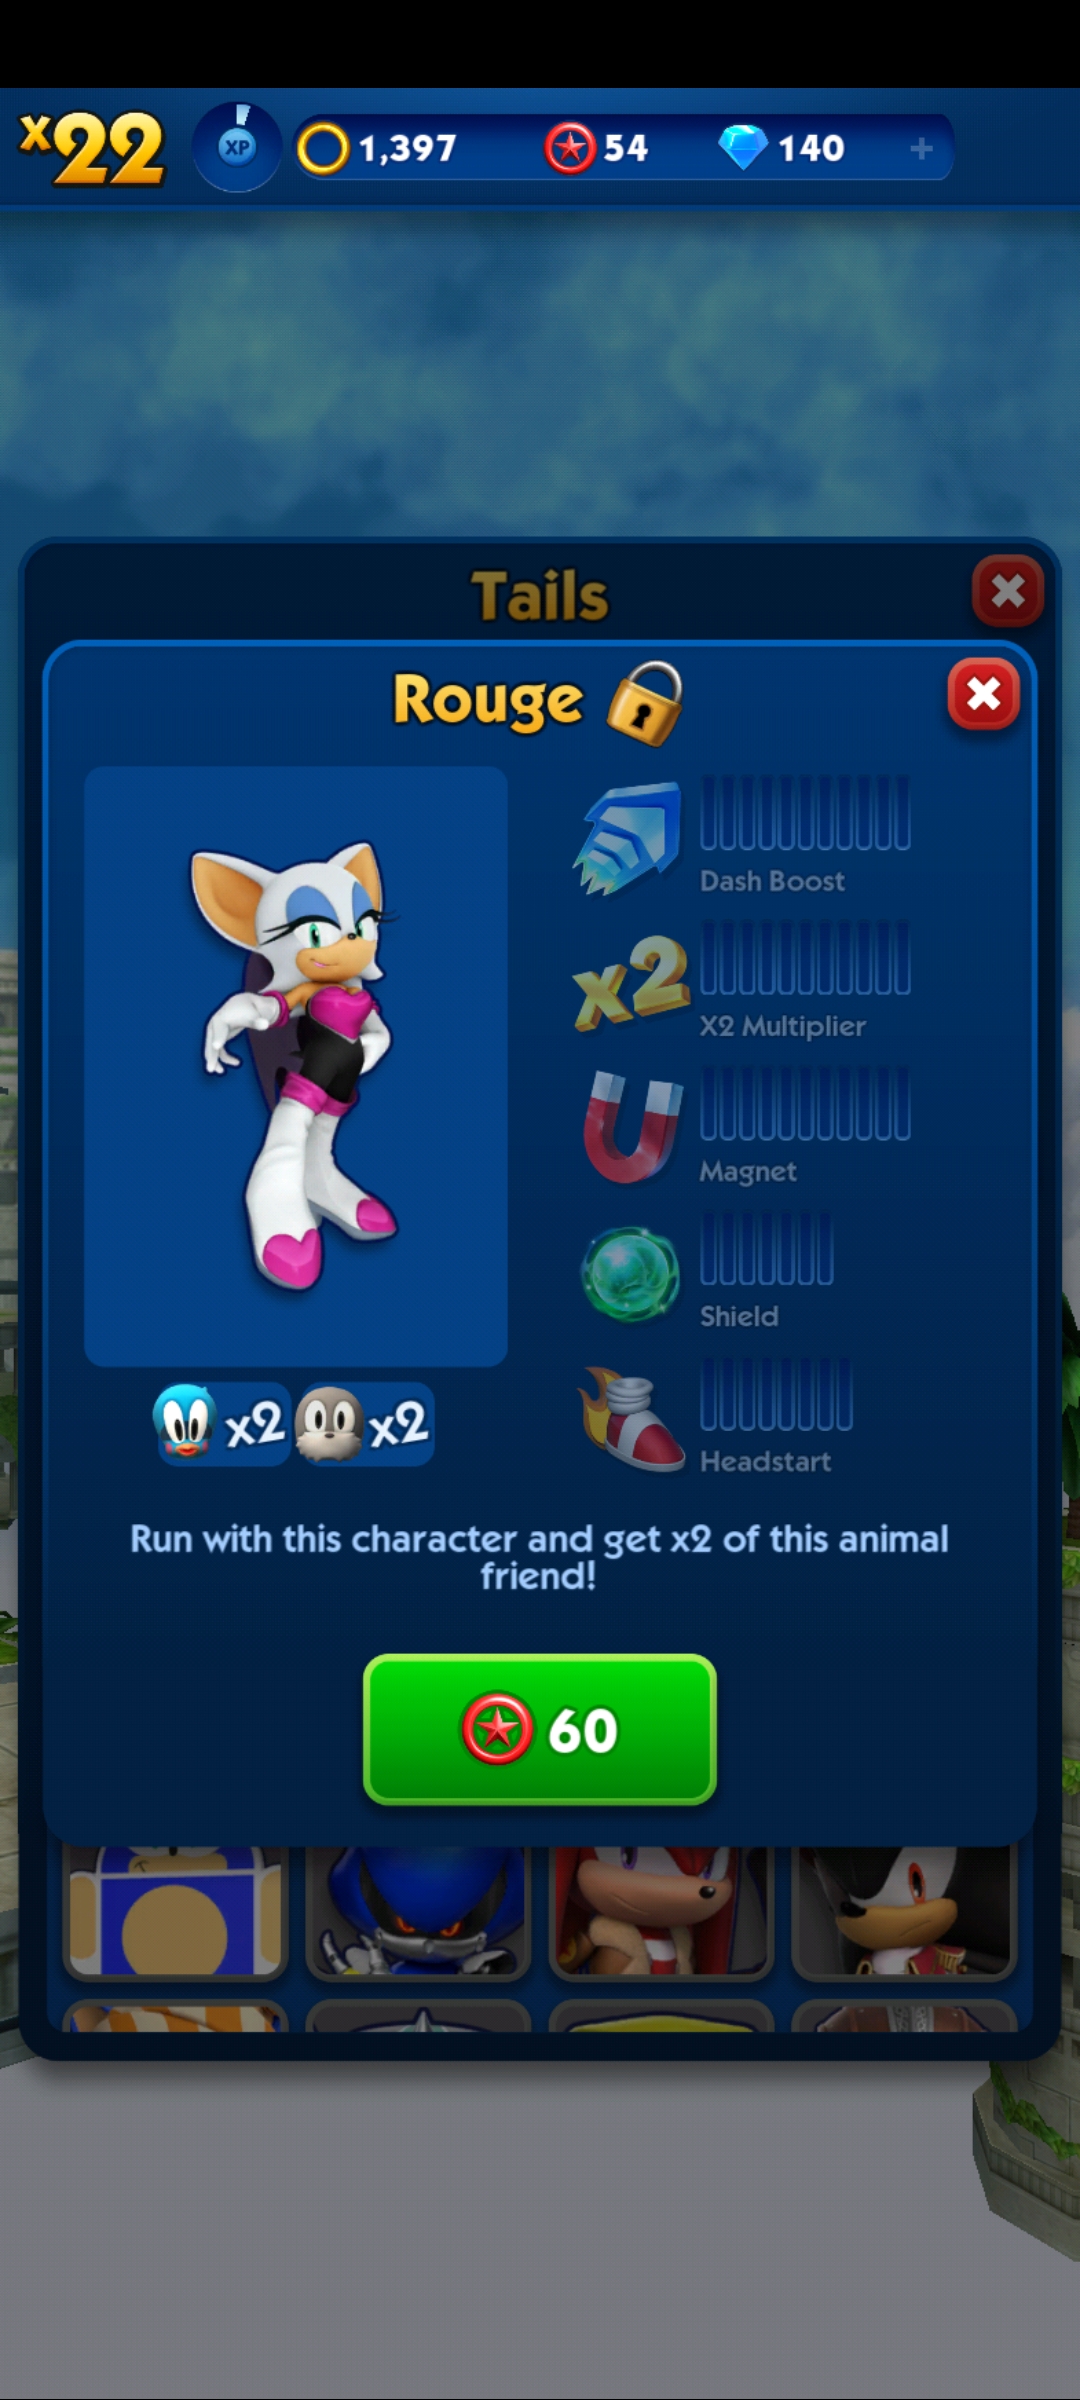 x22 XP 1,397 54 140 +
Tails
Rouge
Dash Boost
x2
X2 Multiplier
Magnet
Shield
x2 x2
Headstart
Run with this character and get x2 of this animal
friend!
60